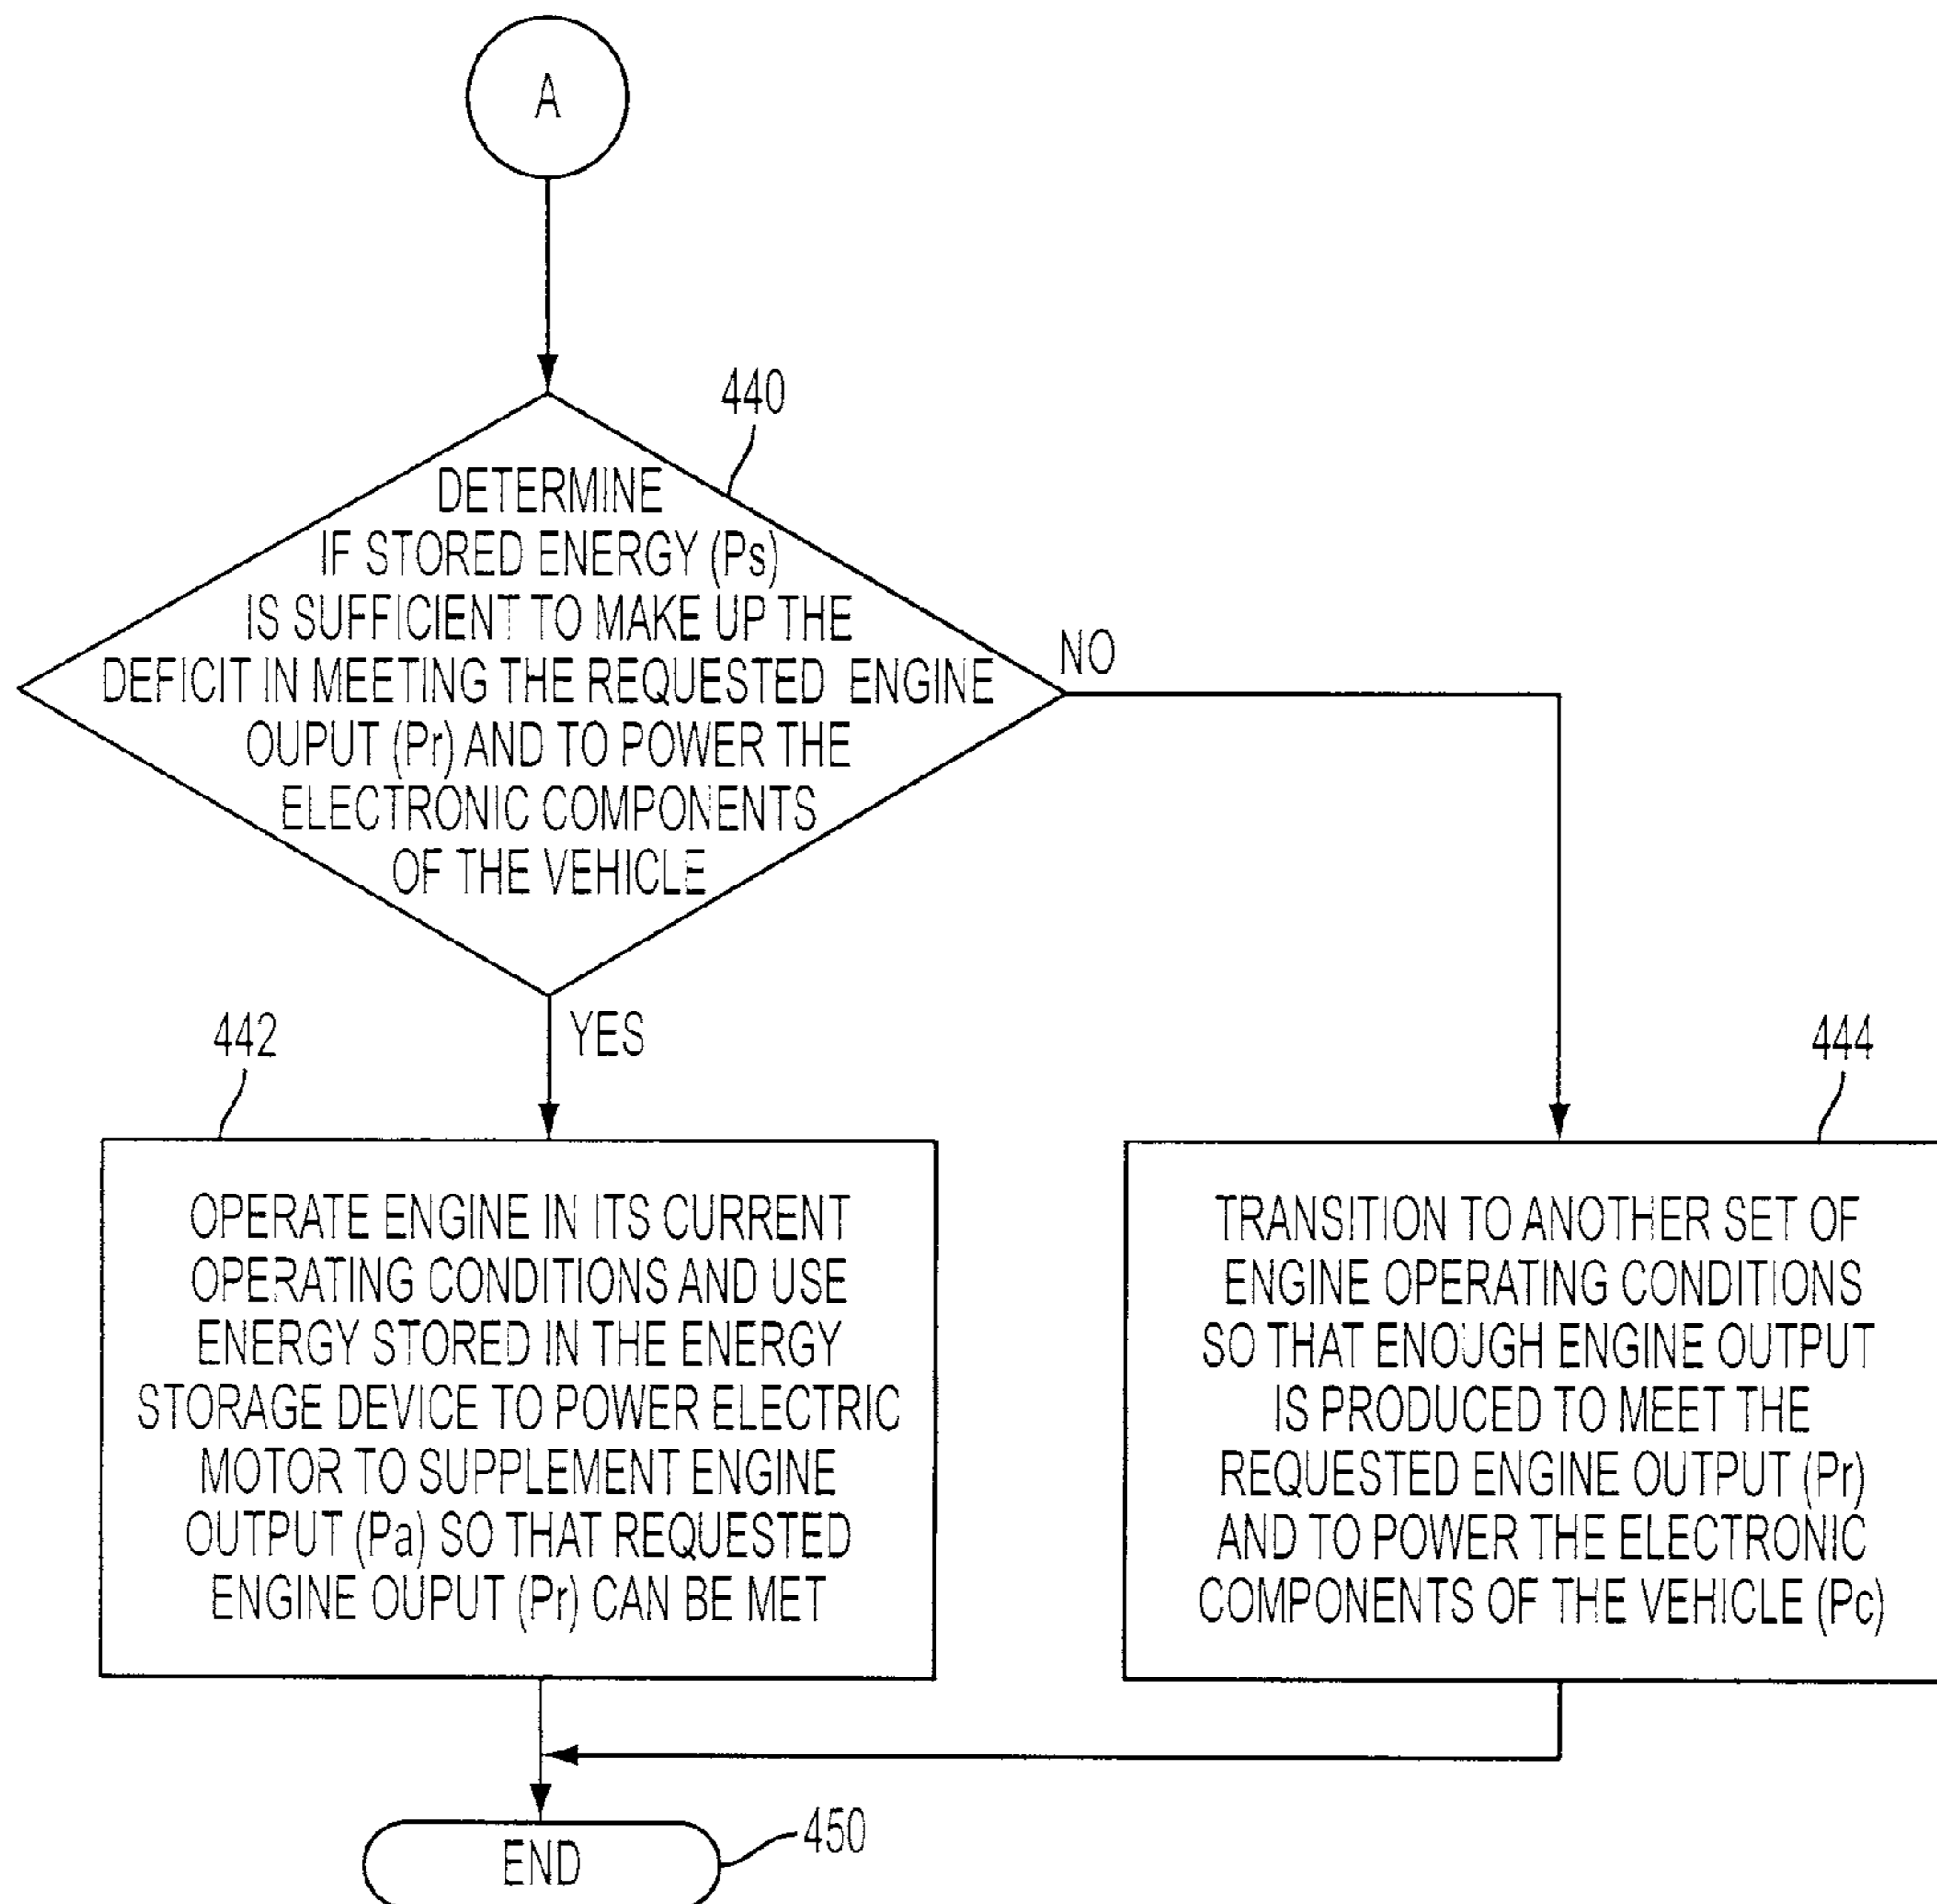 A
440
DETERMINE
IF STORED ENERGY (Ps)
IS SUFFICIENT TO MAKE UP THE
DEFICIT IN MEETING THE REQUESTED ENGINE
OUPUT (Pr) AND TO POWER THE
ELECTRONIC COMPONENTS
OF THE VEHICLE
NO
YES
442
OPERATE ENGINE IN ITS CURRENT
OPERATING CONDITIONS AND USE
ENERGY STORED IN THE ENERGY
STORAGE DEVICE TO POWER ELECTRIC
MOTOR TO SUPPLEMENT ENGINE
OUTPUT (Pa) SO THAT REQUESTED
ENGINE OUPUT (Pr) CAN BE MET
444
TRANSITION TO ANOTHER SET OF
ENGINE OPERATING CONDITIONS
SO THAT ENOUGH ENGINE OUTPUT
IS PRODUCED TO MEET THE
REQUESTED ENGINE OUTPUT (Pr)
AND TO POWER THE ELECTRONIC
COMPONENTS OF THE VEHICLE (Pc)
END
450